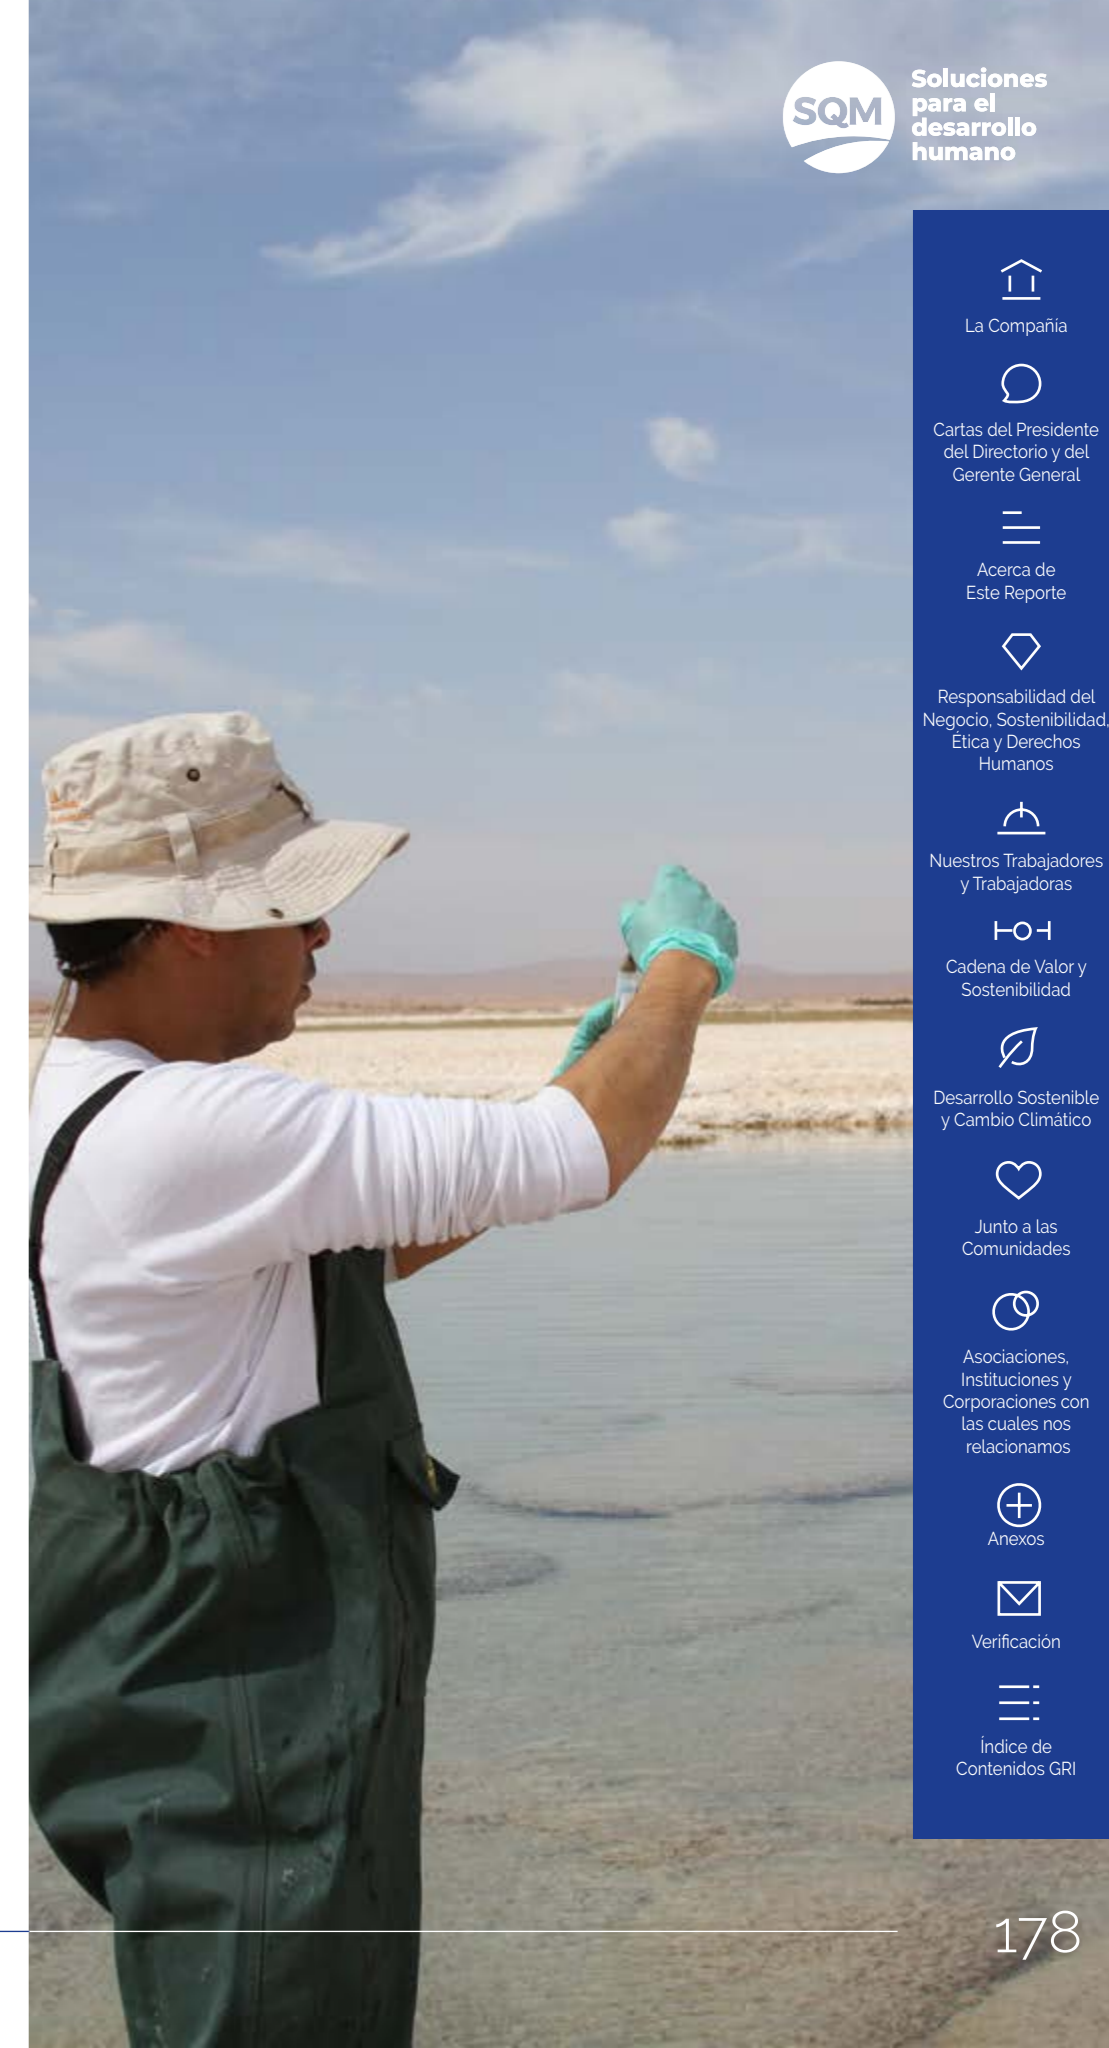 SQM
Soluciones
para el
desarrollo
humano
La Compañía
Cartas del Presidente
del Directorio y del
Gerente General
Acerca de
Este Reporte
Responsabilidad del
Negocio, Sostenibilidad,
Ética y Derechos
Humanos
Nuestros Trabajadores
y Trabajadoras
Cadena de Valor y
Sostenibilidad
Desarrollo Sostenible
y Cambio Climático
Junto a las
Comunidades
Asociaciones,
Instituciones y
Corporaciones con
las cuales nos
relacionamos
Anexos
Verificación
Índice de
Contenidos GRI
178